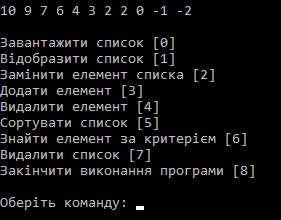 10 9 7 6 4 3 2 2 0 -1 -2
Завантажити список [0]
Відобразити список [1]
Замінити елемент списка [2]
Додати елемент [3]
Видалити елемент [4]
Сортувати список [5]
Знайти елемент за критерієм [6]
Видалити список [7]
Закінчити виконання програми [8]
Оберіть команду: